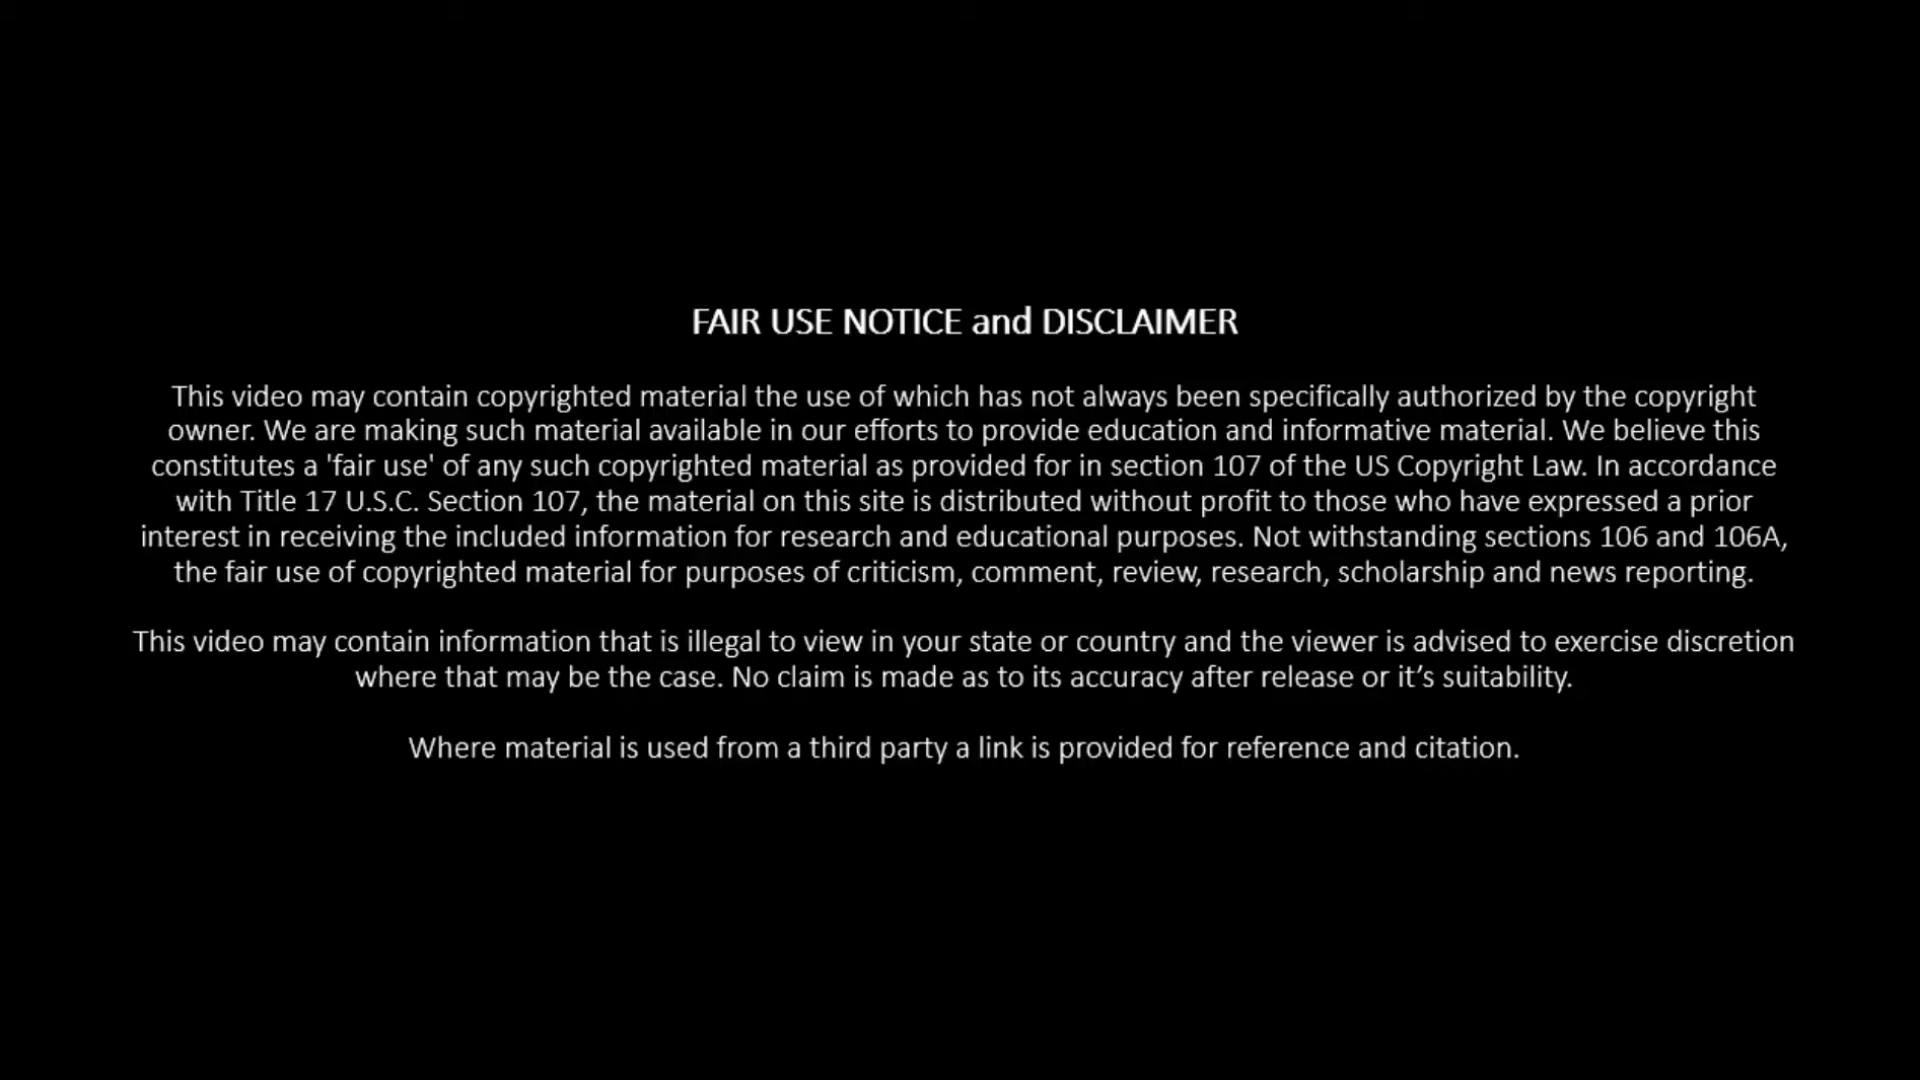 FAIR USE NOTICE and DISCLAIMER
This video may contain copyrighted material the use of which has not always been specifically authorized by the copyright
owner. We are making such material available in our efforts to provide education and informative material. We believe this
constitutes a 'fair use' of any such copyrighted material as provided for in section 107 of the US Copyright Law. In accordance
with Title 17 U.S.C. Section 107, the material on this site is distributed without profit to those who have expressed a prior
interest in receiving the included information for research and educational purposes. Not withstanding sections 106 and 106A,
the fair use of copyrighted material for purposes of criticism, comment, review, research, scholarship and news reporting.
This video may contain information that is illegal to view in your state or country and the viewer is advised to exercise discretion
where that may be the case. No claim is made as to its accuracy after release or it’s suitability.
Where material is used from a third party a link is provided for reference and citation.